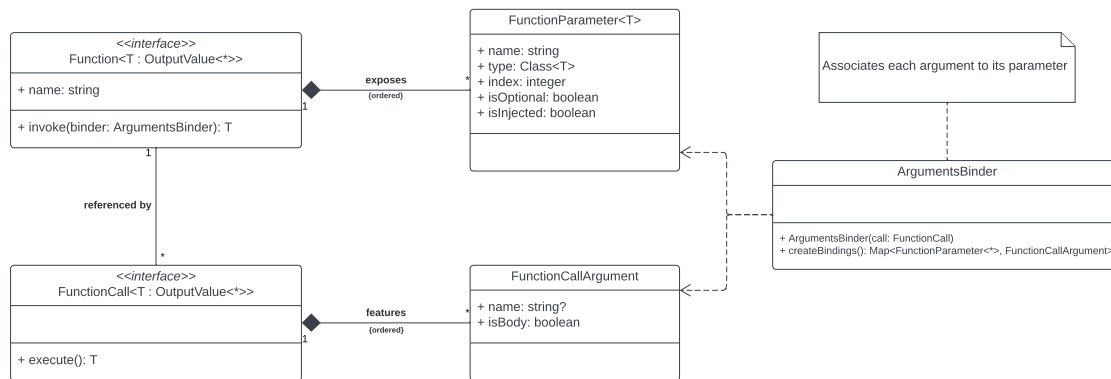 <<interface>>
Function<T : OutputValue<*>>
+ name: string
+ invoke(binder: ArgumentsBinder): T
1
exposes
{ordered}
*
FunctionParameter<T>
+ name: string
+ type: Class<T>
+ index: integer
+ isOptional: boolean
+ isInjected: boolean
Associates each argument to its parameter
ArgumentsBinder
+ ArgumentsBinder(call: FunctionCall)
+ createBindings(): Map<FunctionParameter<*>, FunctionCallArgument>
1
referenced by
*
<<interface>>
FunctionCall<T : OutputValue<*>>
+ execute(): T
1
features
{ordered}
*
FunctionCallArgument
+ name: string?
+ isBody: boolean